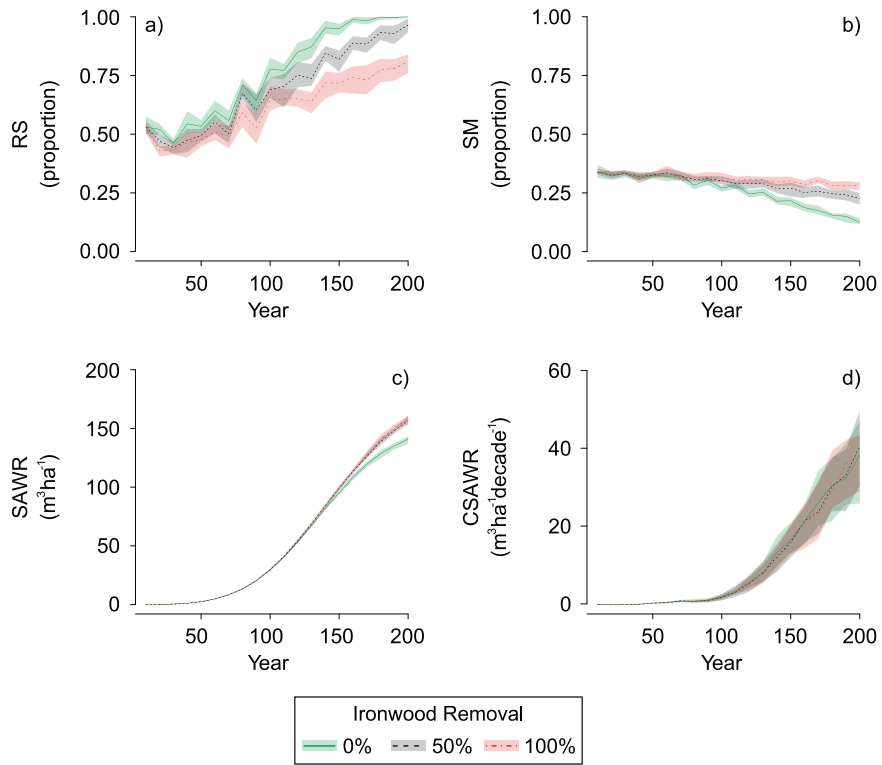 a)
RS
(proportion)
1.00
0.75
0.50
0.25
0.00
50 100 150 200
Year
b)
SM
(proportion)
1.00
0.75
0.50
0.25
0.00
50 100 150 200
Year
c)
SAWR
(m³ha⁻¹)
200
150
100
50
0
50 100 150 200
Year
d)
CSAWR
(m³ha⁻¹decade⁻¹)
60
40
20
0
50 100 150 200
Year
Ironwood Removal
0% 50% 100%